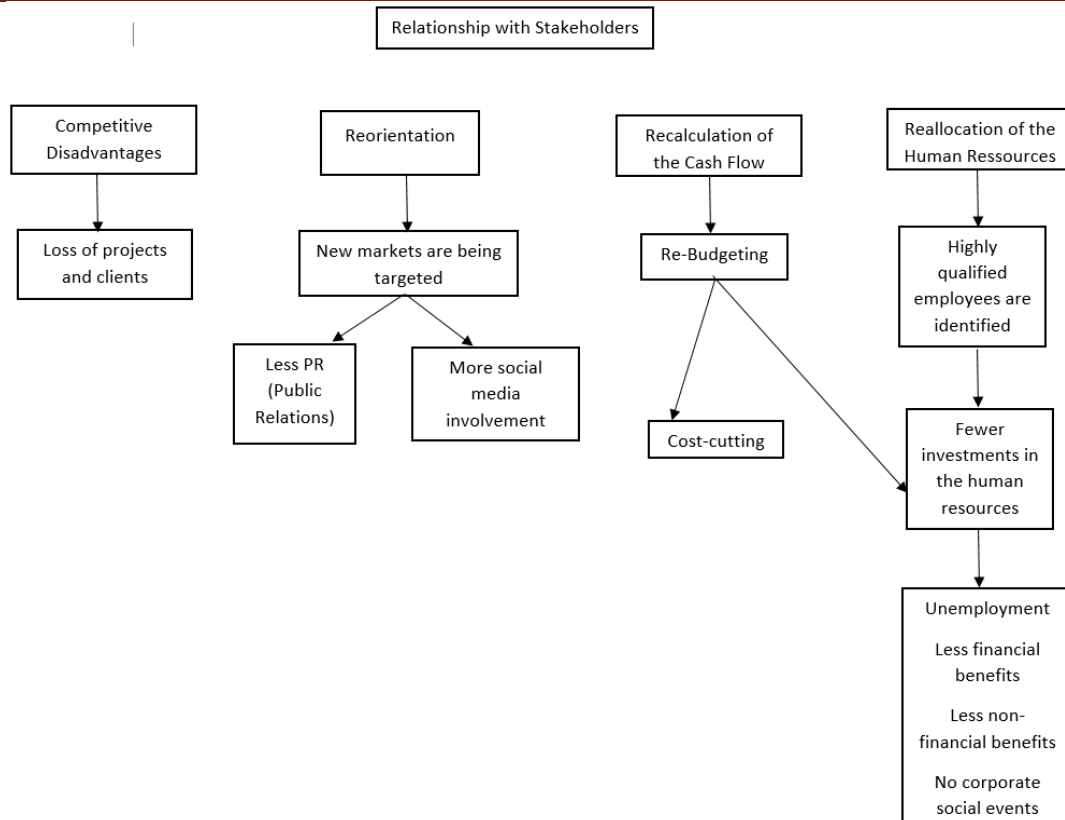 Relationship with Stakeholders
Competitive
Disadvantages
Reorientation
Recalculation of
the Cash Flow
Reallocation of the
Human Ressources
Loss of projects
and clients
New markets are being
targeted
Re-Budgeting
Highly
qualified
employees are
identified
Less PR
(Public
Relations)
More social
media
involvement
Cost-cutting
Fewer
investments in
the human
resources
Unemployment
Less financial
benefits
Less non-
financial benefits
No corporate
social events